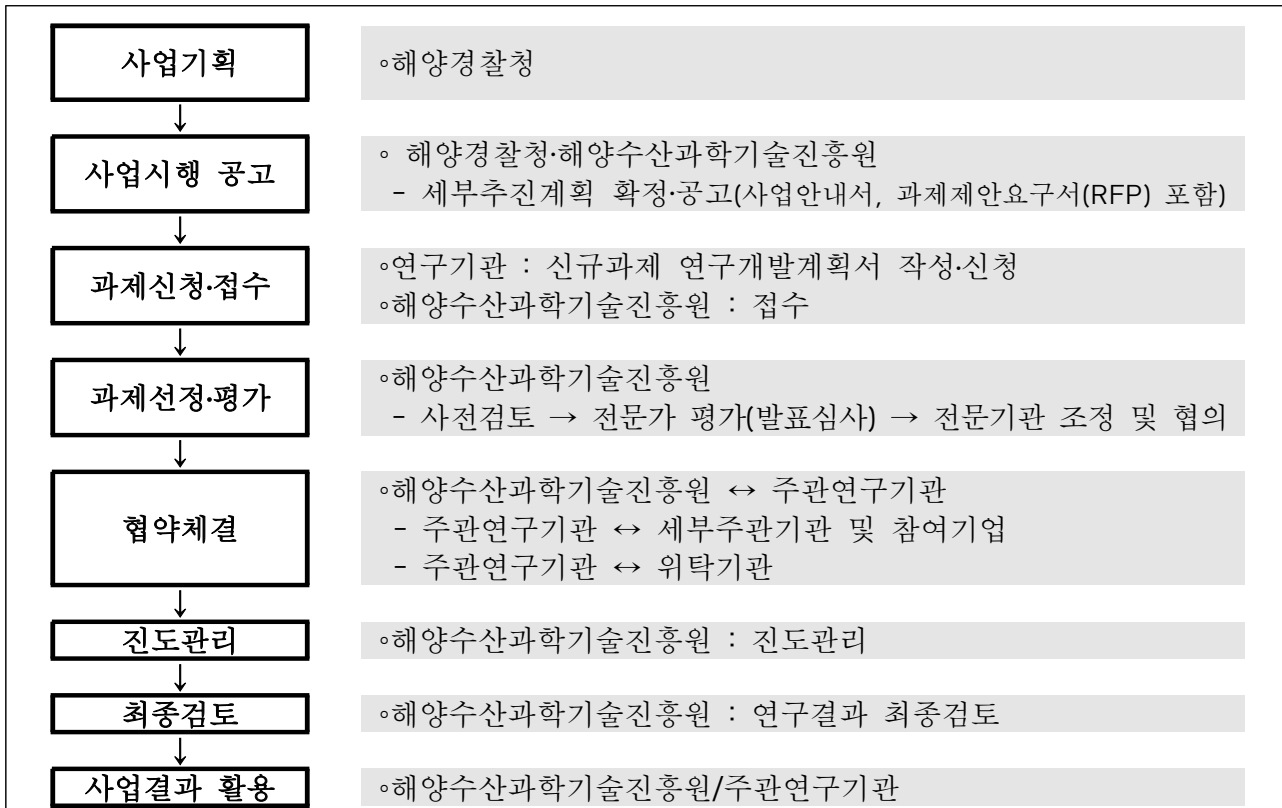 사업기획
◦해양경찰청
↓
사업시행 공고
◦ 해양경찰청·해양수산과학기술진흥원
- 세부추진계획 확정·공고(사업안내서, 과제제안요구서(RFP) 포함)
↓
과제신청·접수
◦연구기관 : 신규과제 연구개발계획서 작성·신청
◦해양수산과학기술진흥원 : 접수
↓
과제선정·평가
◦해양수산과학기술진흥원
- 사전검토 → 전문가 평가(발표심사) → 전문기관 조정 및 협의
↓
협약체결
◦해양수산과학기술진흥원 ↔ 주관연구기관
- 주관연구기관 ↔ 세부주관기관 및 참여기업
- 주관연구기관 ↔ 위탁기관
↓
진도관리
◦해양수산과학기술진흥원 : 진도관리
↓
최종검토
◦해양수산과학기술진흥원 : 연구결과 최종검토
↓
사업결과 활용
◦해양수산과학기술진흥원/주관연구기관